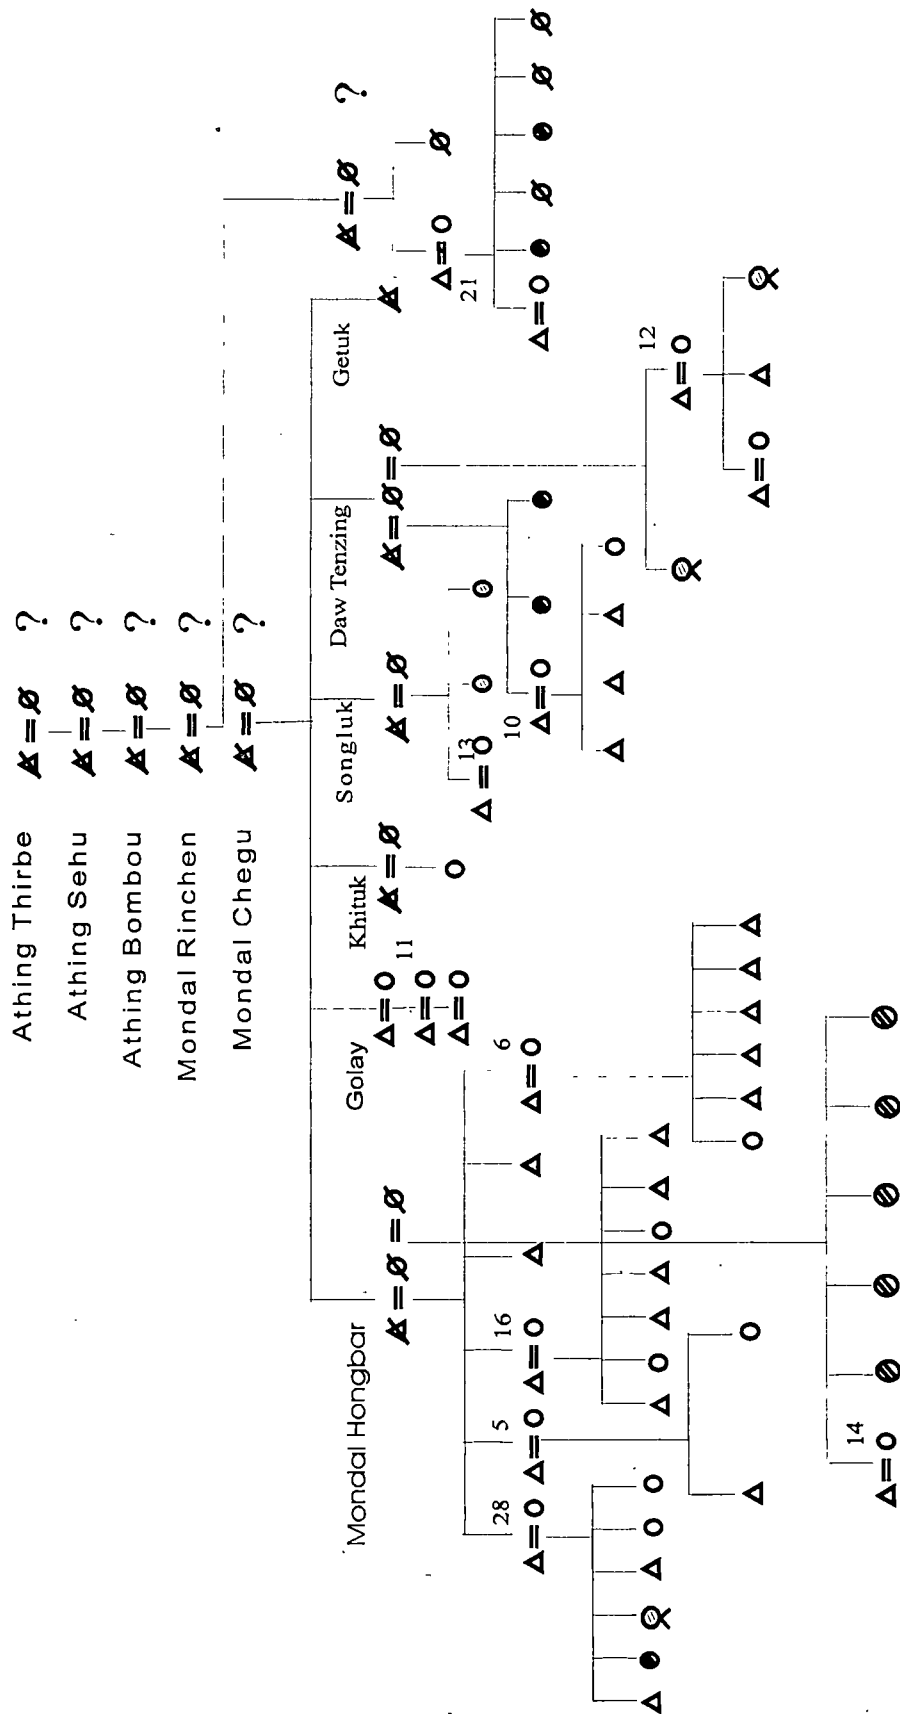 Athing Thirbe ?
Athing Sehu ?
Athing Bombou ?
Mondal Rinchen ?
Mondal Chegu ?
?
Mondal Hongbar
Golay
Khituk
Songluk
Daw Tenzing
Getuk
11
21
13
28
5
16
6
10
12
14